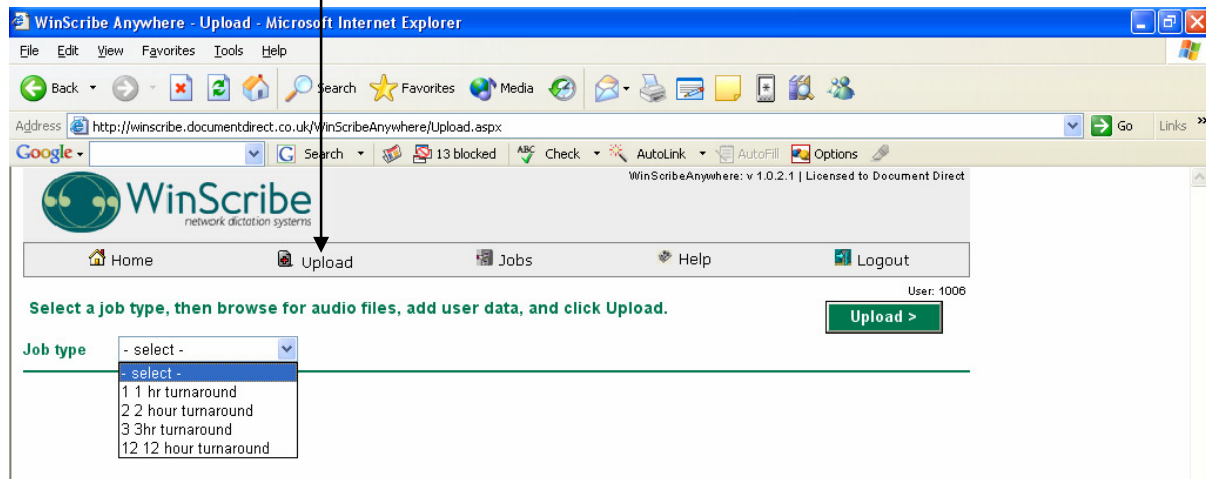 WinScribe Anywhere - Upload - Microsoft Internet Explorer
File Edit View Favorites Tools Help
Back Search Favorites Media
Address http://winscribe.documentdirect.co.uk/WinScribeAnywhere/Upload.aspx Go Links »
Google - G Search 13 blocked ABC Check AutoLink AutoFill Options
WinScribeAnywhere: v 1.0.2.1 | Licensed to Document Direct
WinScribe
network dictation systems
Home Upload Jobs Help Logout
User: 1006
Select a job type, then browse for audio files, add user data, and click Upload.
Upload >
Job type - select -
- select -
1 1 hr turnaround
2 2 hour turnaround
3 3hr turnaround
12 12 hour turnaround